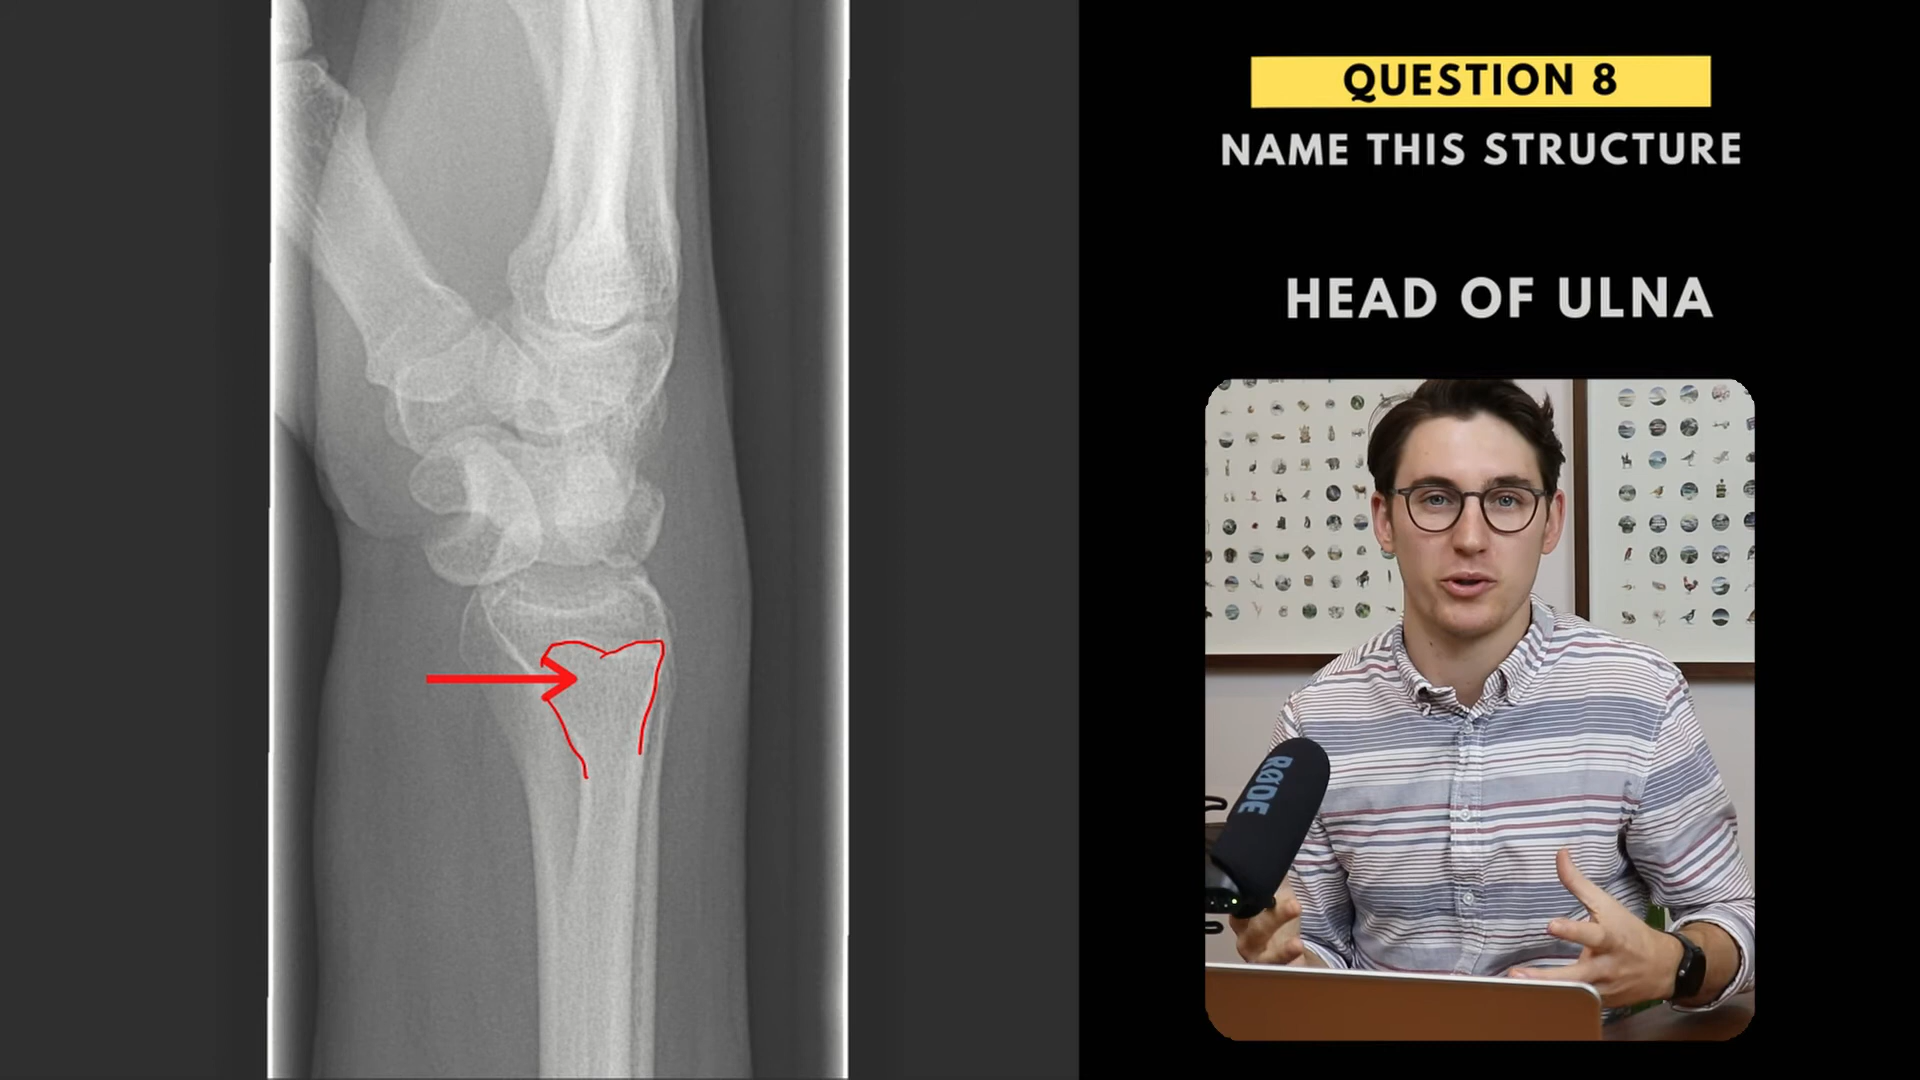 QUESTION 8
NAME THIS STRUCTURE
HEAD OF ULNA
RØDE